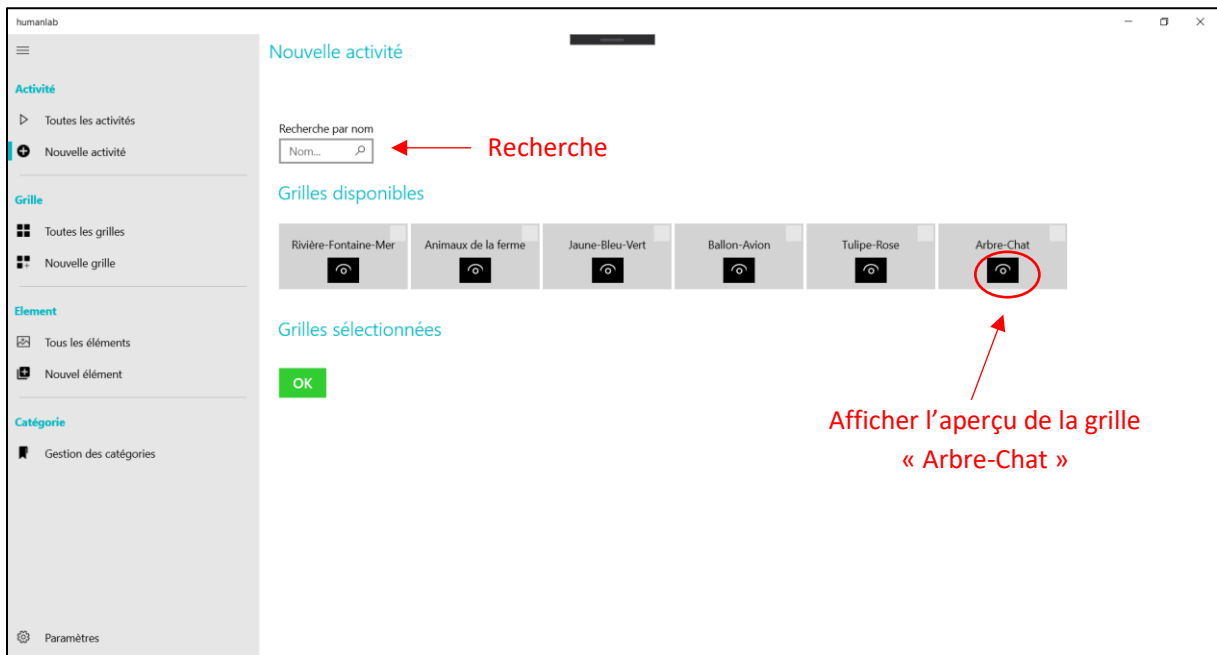 humanlab
Nouvelle activité
Activité
Toutes les activités
Nouvelle activité
Recherche par nom
Nom...
Recherche
Grille
Toutes les grilles
Nouvelle grille
Grilles disponibles
Rivière-Fontaine-Mer
Animaux de la ferme
Jaune-Bleu-Vert
Ballon-Avion
Tulipe-Rose
Arbre-Chat
Element
Tous les éléments
Nouvel élément
Grilles sélectionnées
OK
Afficher l'aperçu de la grille
« Arbre-Chat »
Catégorie
Gestion des catégories
Paramètres